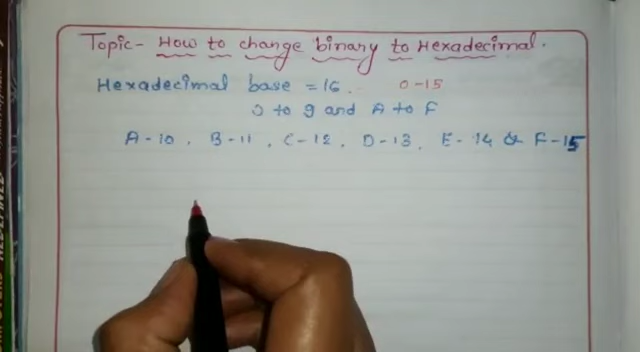 Topic- How to change binary to Hexadecimal.
Hexadecimal base = 16. 0-15
0 to 9 and A to F
A-10, B-11, C-12, D-13, E-14 & F-15